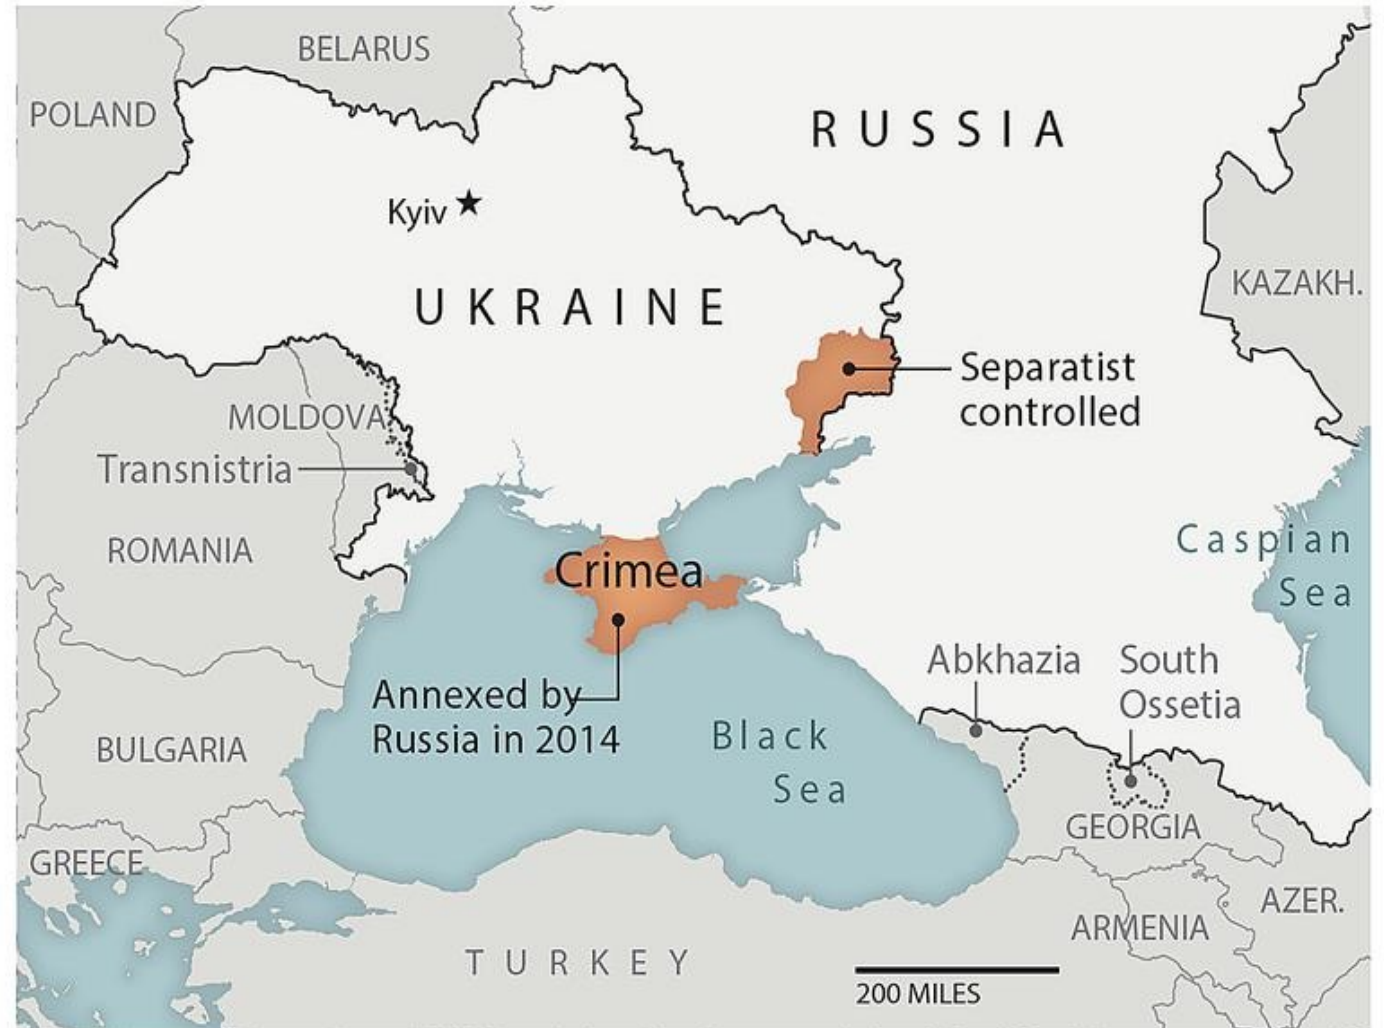 BELARUS
POLAND
RUSSIA
Kyiv
UKRAINE
KAZAKH.
Separatist
controlled
MOLDOVA
Transnistria
ROMANIA
Caspian
Sea
Crimea
Abkhazia
South
Ossetia
Annexed by
Russia in 2014
Black
Sea
BULGARIA
GEORGIA
GREECE
AZER.
ARMENIA
TURKEY
200 MILES